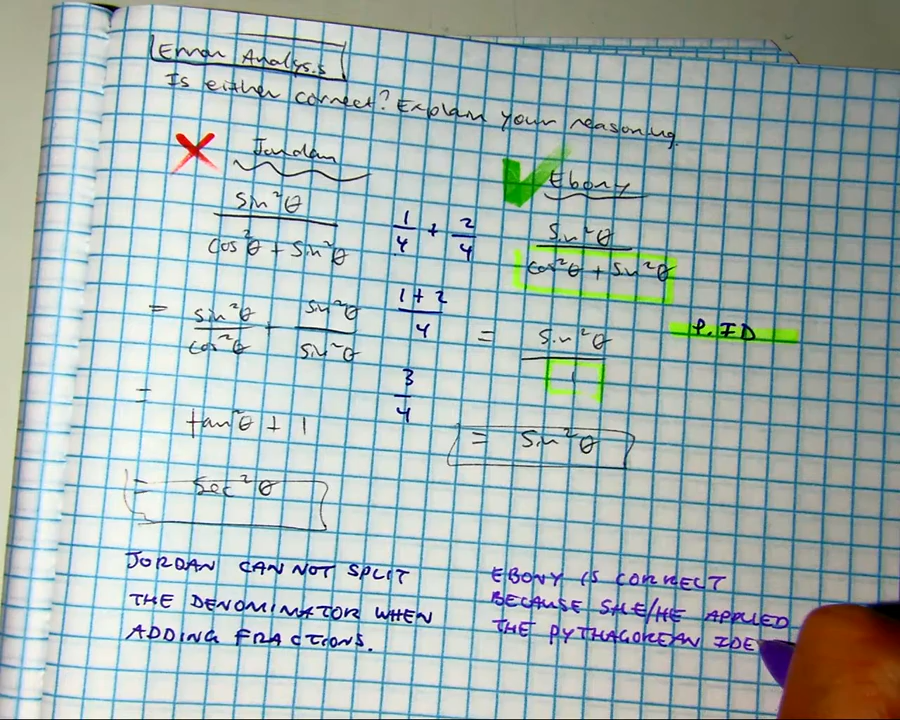 Error Analysis
Is either correct? Explain your reasoning.
Jordan
sin²θ
cos²θ + sin²θ
= sin²θ/cos²θ + sin²θ/sin²θ
=
tan²θ + 1
= sec²θ
1/4 + 2/4
1 + 2
4
3
4
Ebony
sin²θ
cos²θ + sin²θ
= sin²θ
1
= sin²θ
P. ID
JORDAN CAN NOT SPLIT
THE DENOMINATOR WHEN
ADDING FRACTIONS.
EBONY IS CORRECT
BECAUSE SHE/HE APPLIED
THE PYTHAGOREAN IDE